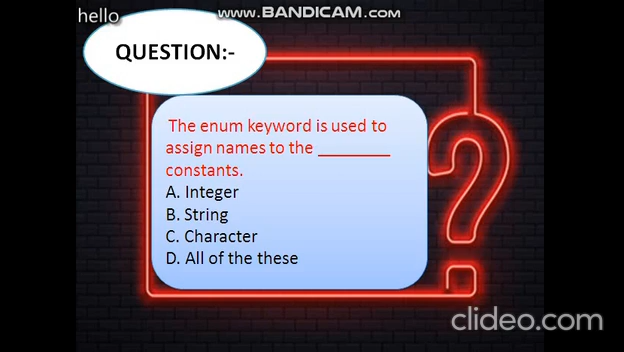 hello
www.BANDICAM.com
QUESTION:-
The enum keyword is used to
assign names to the ________
constants.
A. Integer
B. String
C. Character
D. All of the these
clideo.com